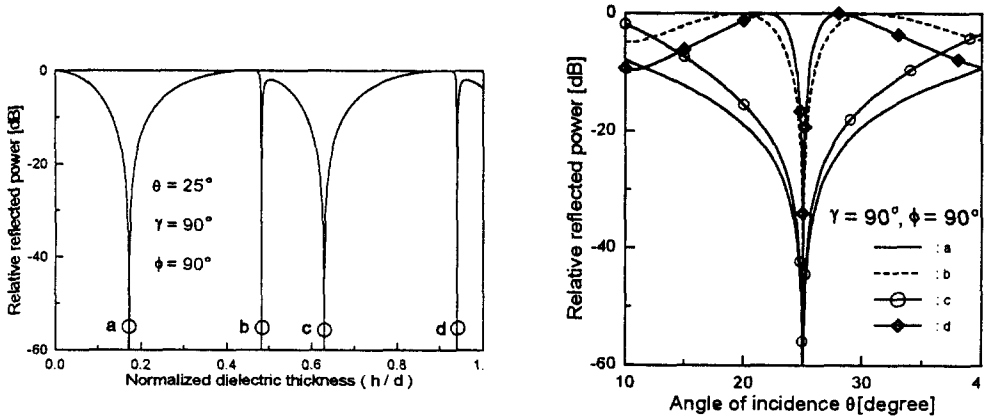 Relative reflected power [dB]
0
-20
-40
-60
θ = 25°
γ = 90°
ϕ = 90°
a
b
c
d
0.0
0.2
0.4
0.6
0.8
1.
Normalized dielectric thickness ( h / d )
Relative reflected power [dB]
0
-20
-40
-60
γ = 90°, ϕ = 90°
: a
: b
: c
: d
10
20
30
4
Angle of incidence θ[degree]